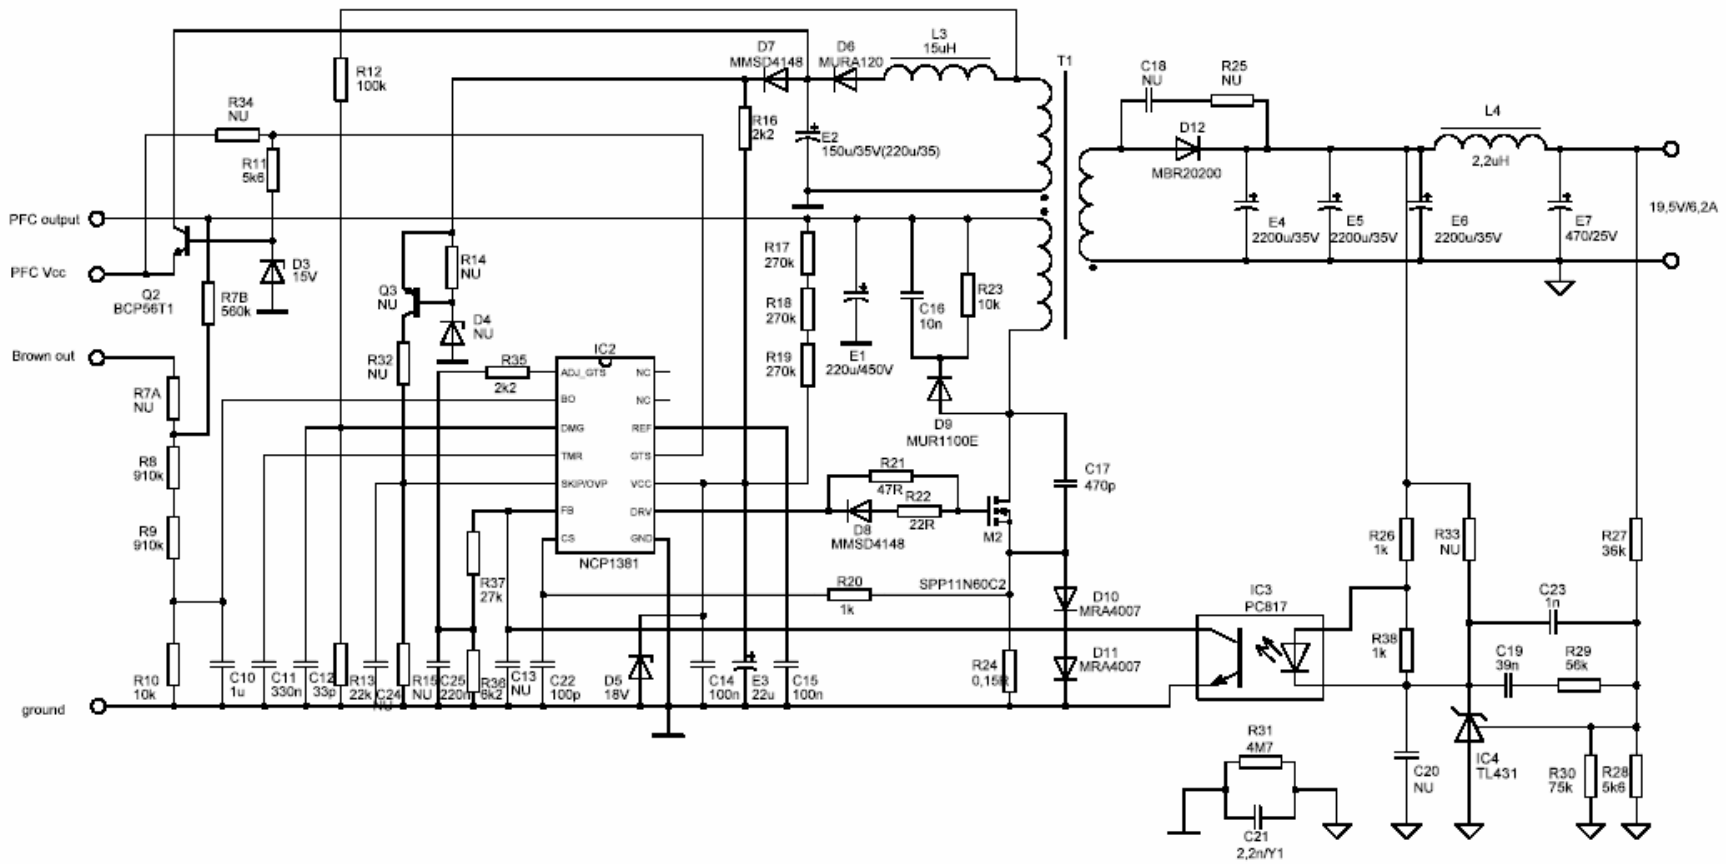 L3
15uH
D7
MMSD4148
D6
MURA120
T1
R12
100k
C18
NU
R25
NU
R34
NU
R16
2k2
E2
150u/35V(220u/35)
L4
2,2uH
D12
MBR20200
R11
5k6
PFC output
19,5V/6,2A
E4
2200u/35V
E5
2200u/35V
E6
2200u/35V
E7
470/25V
R17
270k
R14
NU
D3
15V
PFC Vcc
Q2
BCP56T1
R7B
560k
Q3
NU
D4
NU
R18
270k
C16
10n
R23
10k
Brown out
R32
NU
R35
2k2
IC2
R19
270k
E1
220u/450V
ADJ_GTS
NC
BO
NC
DMG
REF
TMR
GTS
SKIP/OVP
VCC
FB
DRV
CS
GND
NCP1381
R7A
NU
D9
MUR1100E
R8
910k
R21
47R
R22
22R
D8
MMSD4148
C17
470p
M2
SPP11N60C2
R9
910k
R26
1k
R33
NU
R27
36k
R37
27k
R20
1k
D10
MRA4007
IC3
PC817
C23
1n
R38
1k
D11
MRA4007
C19
39n
R29
56k
R10
10k
C10
1u
C11
330n
C12
33p
R13
22k
C24
NU
R15
NU
C25
220n
R36
6k2
C13
NU
C22
100p
D5
18V
C14
100n
E3
22u
C15
100n
R24
0,15R
ground
R31
4M7
C21
2,2n/Y1
C20
NU
IC4
TL431
R30
75k
R28
5k6